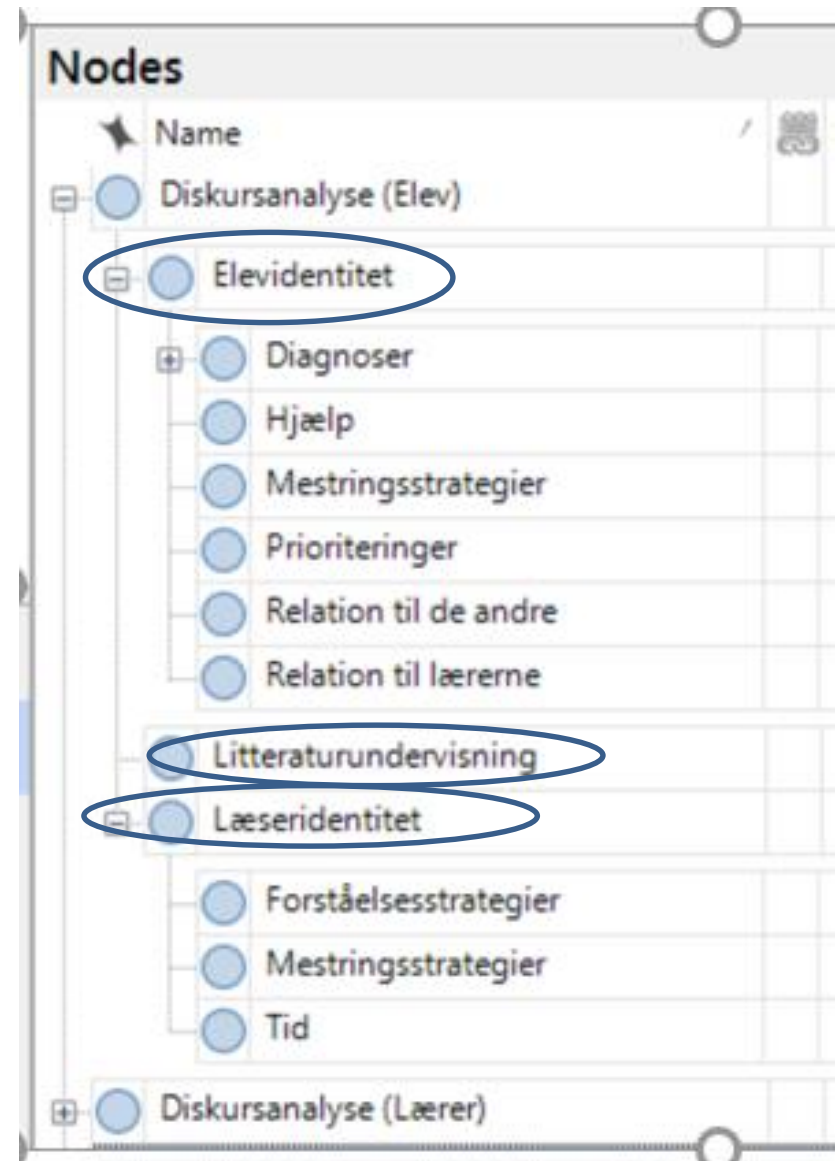 Nodes
Name
Diskursanalyse (Elev)
Elevidentitet
Diagnoser
Hjælp
Mestringsstrategier
Prioriteringer
Relation til de andre
Relation til lærerne
Litteraturundervisning
Læseridentitet
Forståelsesstrategier
Mestringsstrategier
Tid
Diskursanalyse (Lærer)